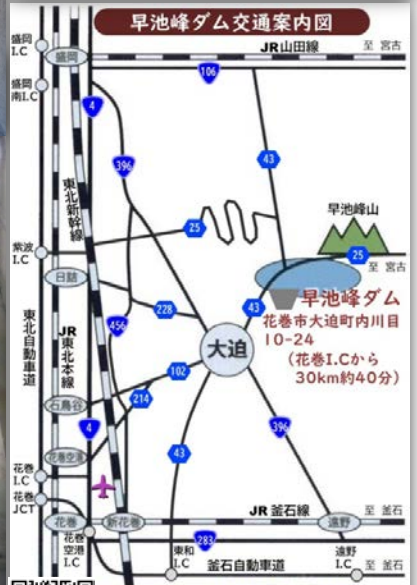 早池峰ダム交通案内図
盛岡
I.C
盛岡
JR山田線
至 宮古
盛岡
南I.C
106
4
396
43
東北新幹線
早池峰山
25
25
至 宮古
紫波
I.C
日詰
早池峰ダム
花巻市大迫町内川目
10-24
(花巻I.Cから
30km約40分)
228
43
456
大迫
東北自動車道
JR
東北本線
102
石鳥谷
214
4
396
43
花巻空港
花巻
I.C
花巻
JCT
花巻
新花巻
JR釜石線
遠野
至 釜石
283
花巻
空港
I.C
東和
I.C
釜石自動車道
遠野
I.C
至 釜石